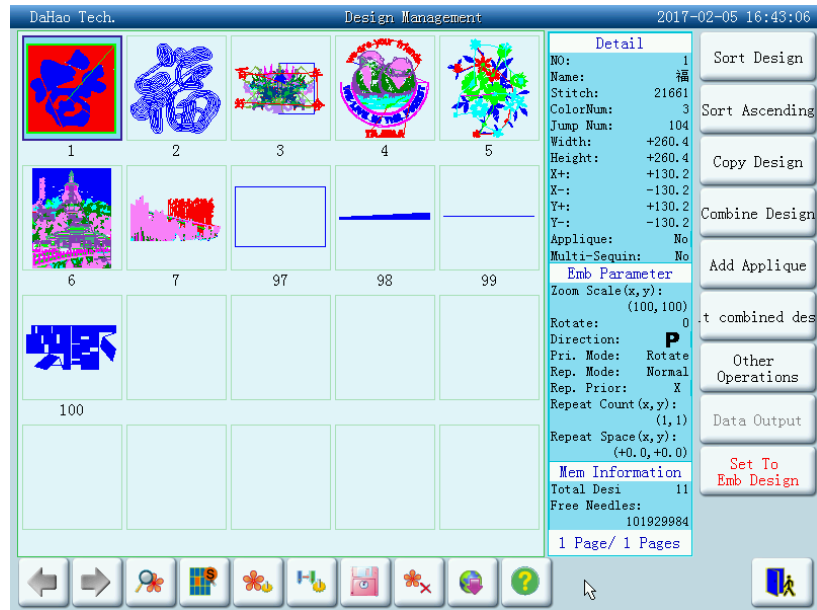 DaHao Tech. Design Management 2017-02-05 16:43:06
1 2 3 4 5
6 7 97 98 99
100
Detail
NO: 1
Name: 福
Stitch: 21661
ColorNum: 3
Jump Num: 104
Width: +260.4
Height: +260.4
X+: +130.2
X-: -130.2
Y+: +130.2
Y-: -130.2
Applique: No
Multi-Sequin: No
Emb Parameter
Zoom Scale(x,y):
(100,100)
Rotate: 0
Direction: P
Pri. Mode: Rotate
Rep. Mode: Normal
Rep. Prior: X
Repeat Count(x,y):
(1,1)
Repeat Space(x,y):
(+0.0,+0.0)
Mem Information
Total Desi 11
Free Needles:
101929984
1 Page/ 1 Pages
Sort Design
Sort Ascending
Copy Design
Combine Design
Add Applique
t combined des
Other
Operations
Data Output
Set To
Emb Design